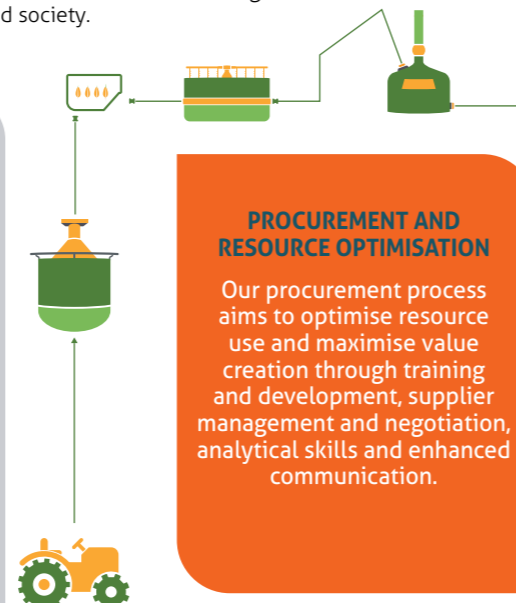 d society.
PROCUREMENT AND
RESOURCE OPTIMISATION
Our procurement process
aims to optimise resource
use and maximise value
creation through training
and development, supplier
management and negotiation,
analytical skills and enhanced
communication.